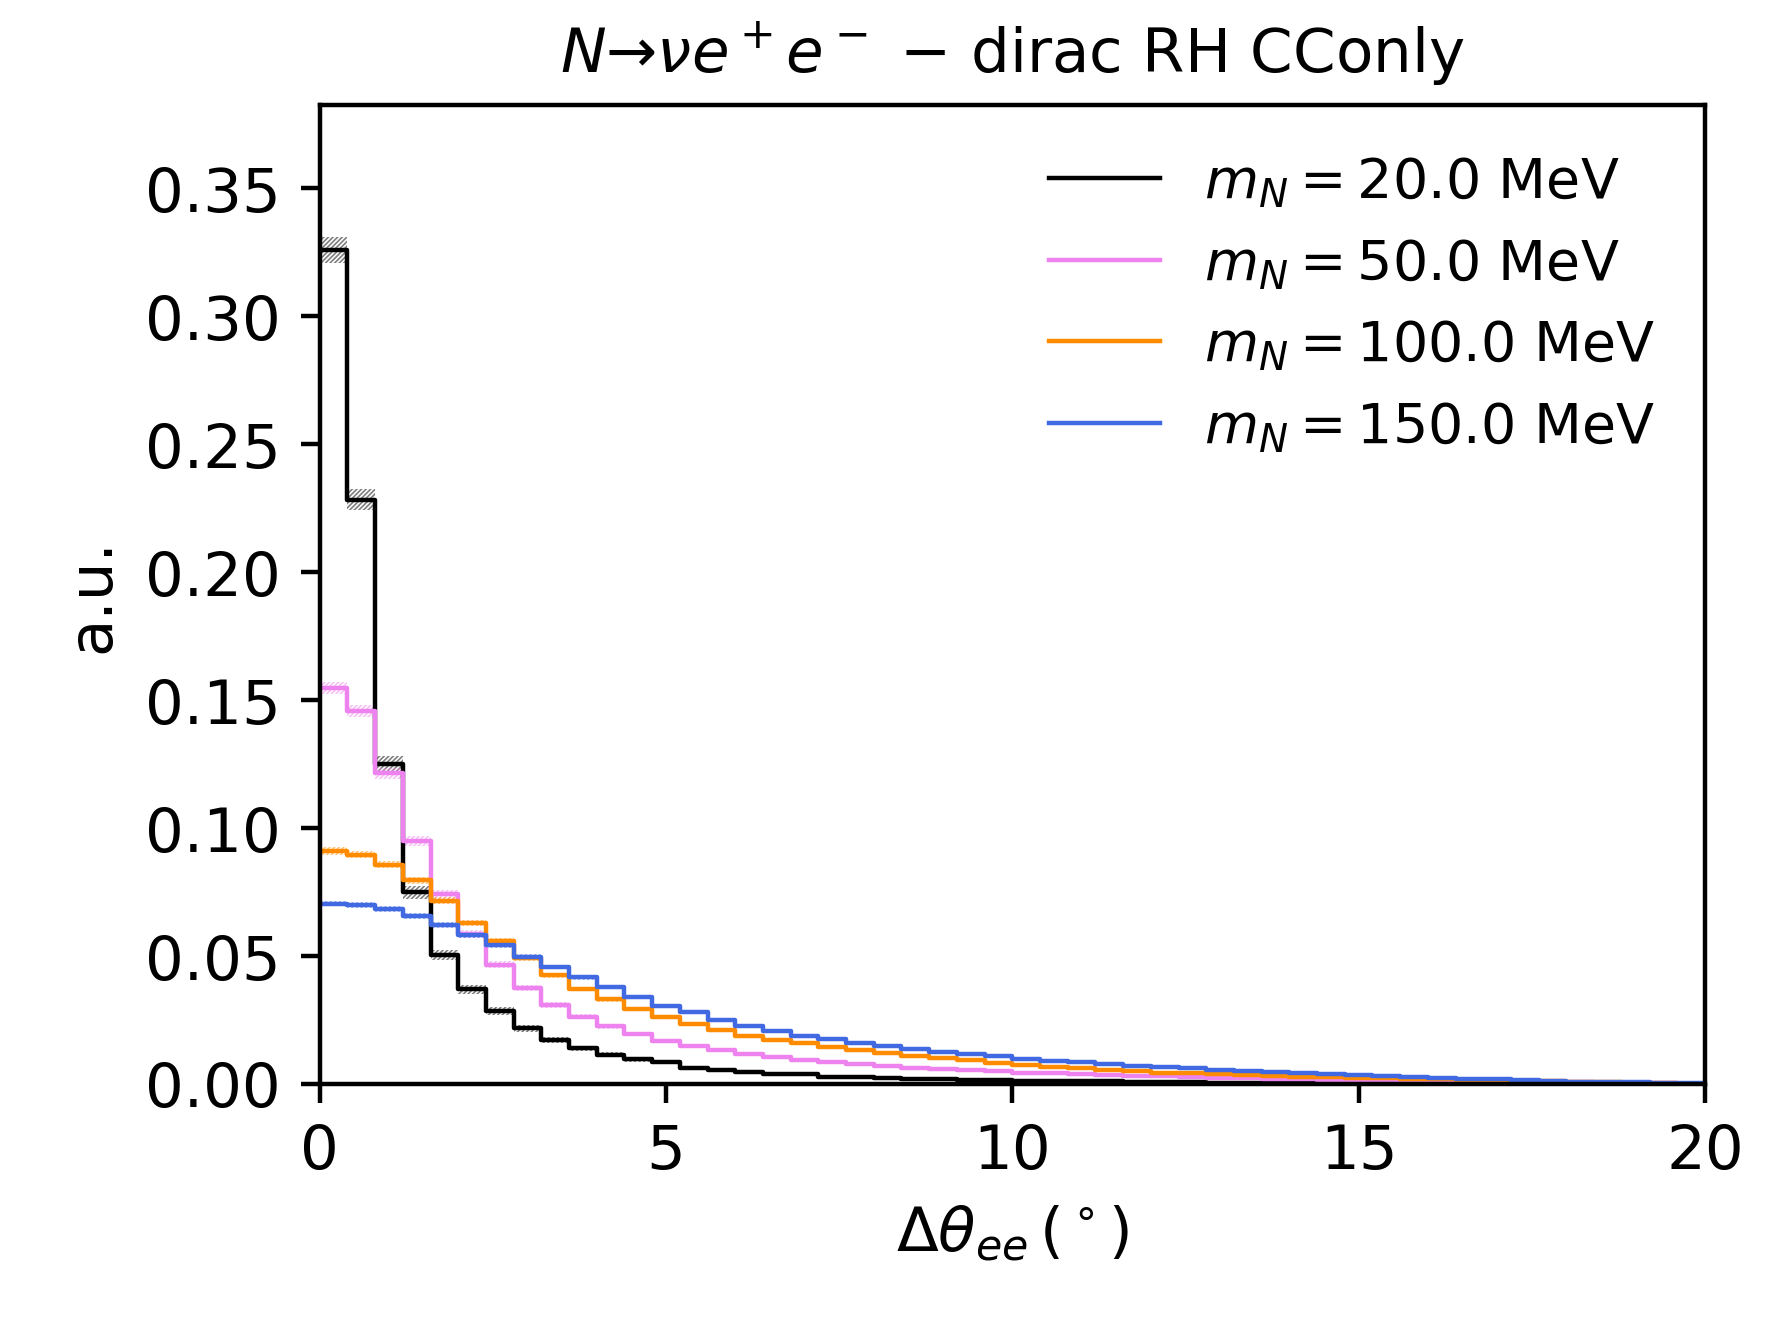 N→νe⁺e⁻ − dirac RH CConly
m_N = 20.0 MeV
m_N = 50.0 MeV
m_N = 100.0 MeV
m_N = 150.0 MeV
a.u.
0.35
0.30
0.25
0.20
0.15
0.10
0.05
0.00
0 5 10 15 20
Δθ_ee (°)